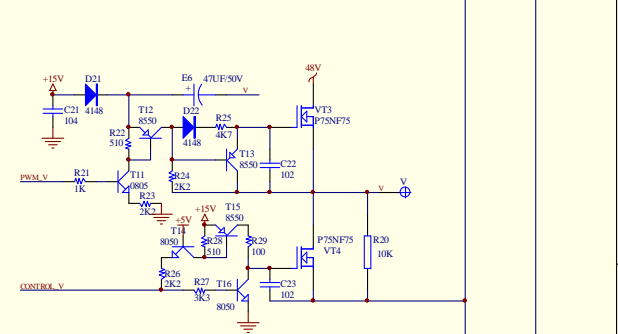 48V
+15V
D21
E6
47UF/50V
+
V
C21
104
4148
T12
8550
D22
R25
VT3
P75NF75
R22
510
4148
4K7
T13
8550
C22
102
R24
2K2
PWM_V
R21
1K
T11
0805
R23
2K2
V
V
+15V
T15
8550
+5V
T14
8050
R28
510
R29
100
P75NF75
VT4
R20
10K
R26
2K2
R27
3K3
T16
8050
C23
102
CONTROL_V